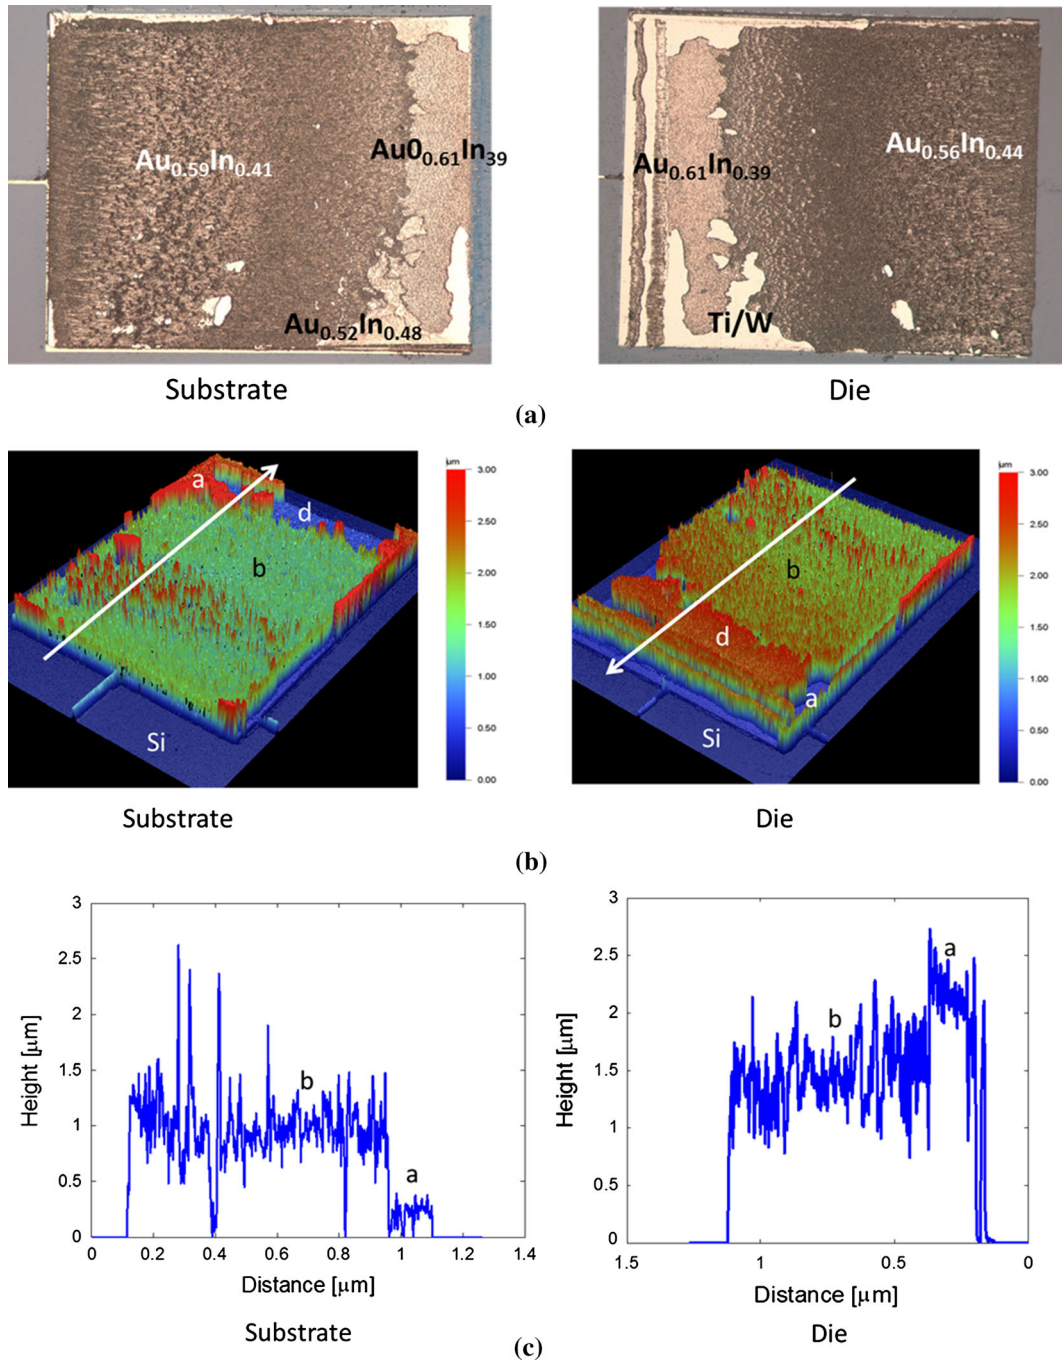 Au0.59In0.41
Au00.61In39
Au0.52In0.48
Au0.61In0.39
Au0.56In0.44
Ti/W
Substrate
Die
(a)
µm
3.00
2.50
2.00
1.50
1.00
0.50
0.00
a
d
b
Si
µm
3.00
2.50
2.00
1.50
1.00
0.50
0.00
b
d
a
Si
Substrate
Die
(b)
3
2.5
2
1.5
1
0.5
0
Height [µm]
b
a
0 0.2 0.4 0.6 0.8 1 1.2 1.4
Distance [µm]
Substrate
3
2.5
2
1.5
1
0.5
0
Height [µm]
b
a
1.5 1 0.5 0
Distance [µm]
Die
(c)